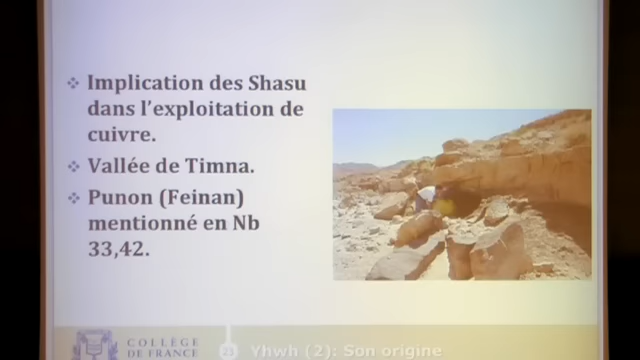 ❖ Implication des Shasu
dans l'exploitation de
cuivre.
❖ Vallée de Timna.
❖ Punon (Feinan)
mentionné en Nb
33,42.
COLLÈGE
DE FRANCE
23
Yhwh (2): Son origine